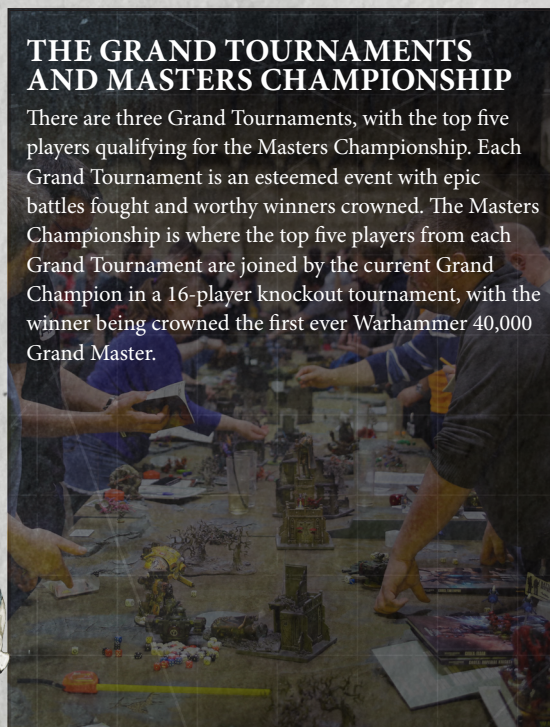 THE GRAND TOURNAMENTS
AND MASTERS CHAMPIONSHIP
There are three Grand Tournaments, with the top five
players qualifying for the Masters Championship. Each
Grand Tournament is an esteemed event with epic
battles fought and worthy winners crowned. The Masters
Championship is where the top five players from each
Grand Tournament are joined by the current Grand
Champion in a 16-player knockout tournament, with the
winner being crowned the first ever Warhammer 40,000
Grand Master.